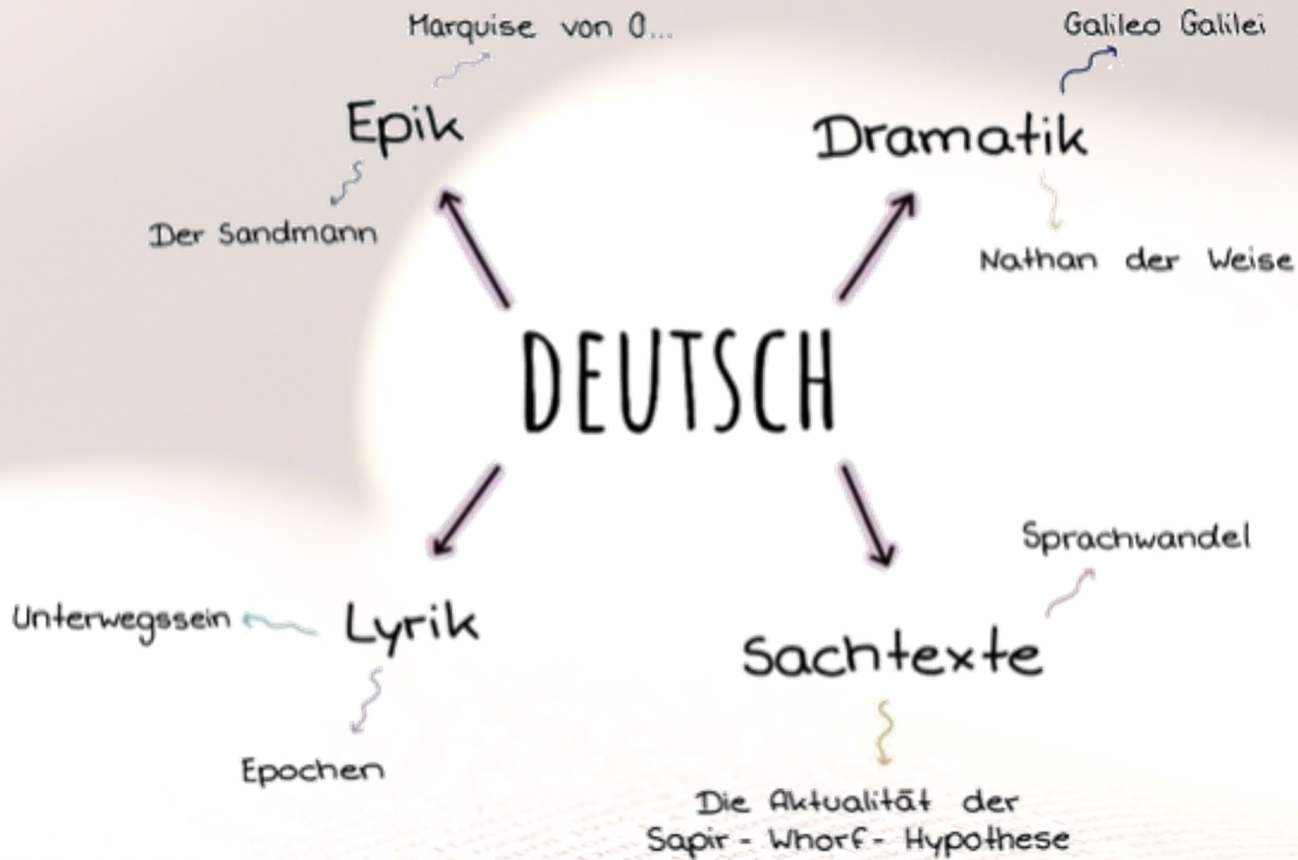 Marquise von O...
Galileo Galilei
Epik
Dramatik
Der Sandmann
Nathan der Weise
DEUTSCH
Sprachwandel
Unterwegssein
Lyrik
Sachtexte
Epochen
Die Aktualität der
Sapir - Whorf - Hypothese